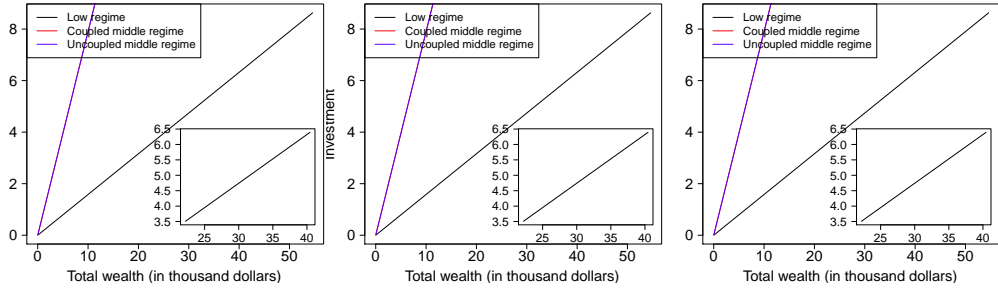 Low regime
Coupled middle regime
Uncoupled middle regime
8
6
4
2
0
6.5
6.0
5.5
5.0
4.5
4.0
3.5
25 30 35 40
0 10 20 30 40 50
Total wealth (in thousand dollars)
Investment
Low regime
Coupled middle regime
Uncoupled middle regime
8
6
4
2
0
6.5
6.0
5.5
5.0
4.5
4.0
3.5
25 30 35 40
0 10 20 30 40 50
Total wealth (in thousand dollars)
Low regime
Coupled middle regime
Uncoupled middle regime
8
6
4
2
0
6.5
6.0
5.5
5.0
4.5
4.0
3.5
25 30 35 40
0 10 20 30 40 50
Total wealth (in thousand dollars)